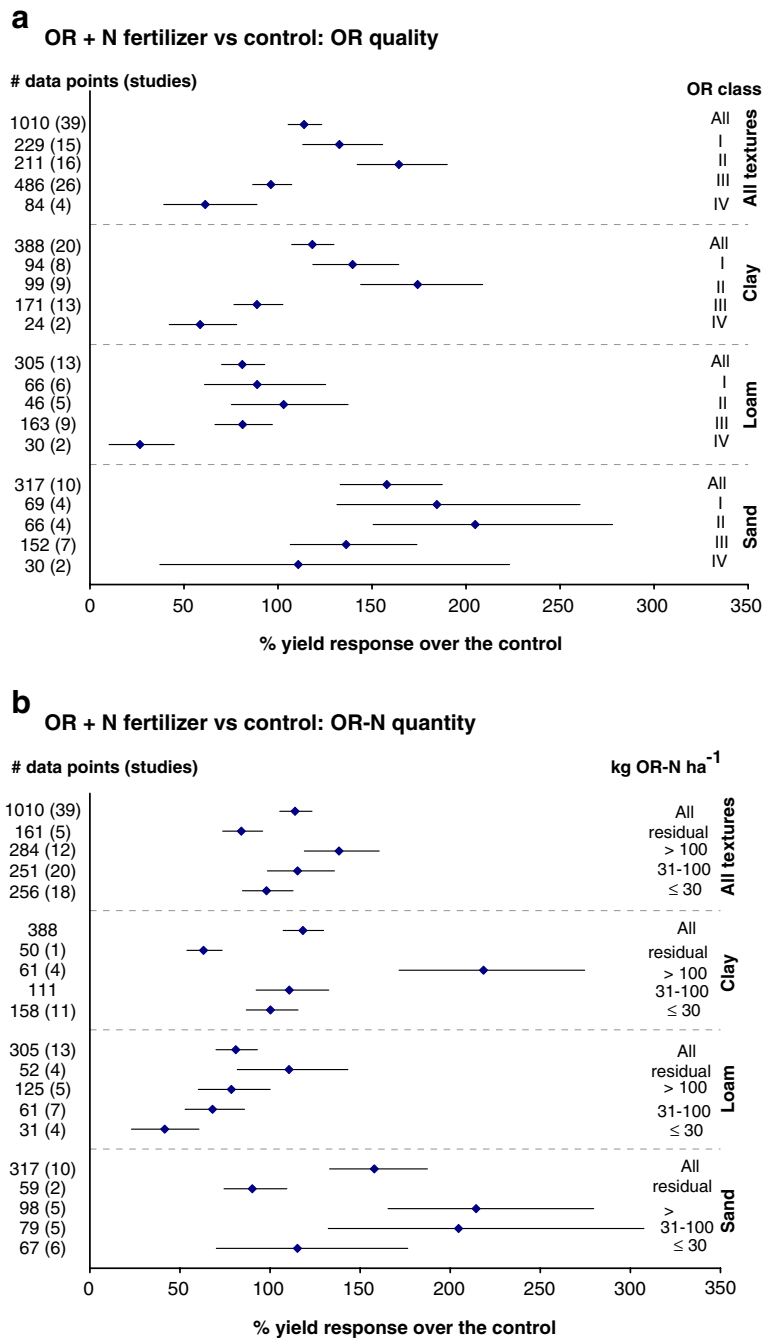 a
OR + N fertilizer vs control: OR quality
# data points (studies)
OR class
1010 (39) All
229 (15) I
211 (16) II
486 (26) III
84 (4) IV
All textures
388 (20) All
94 (8) I
99 (9) II
171 (13) III
24 (2) IV
Clay
305 (13) All
66 (6) I
46 (5) II
163 (9) III
30 (2) IV
Loam
317 (10) All
69 (4) I
66 (4) II
152 (7) III
30 (2) IV
Sand
0 50 100 150 200 250 300 350
% yield response over the control
b
OR + N fertilizer vs control: OR-N quantity
# data points (studies)
kg OR-N ha-1
1010 (39) All
161 (5) residual
284 (12) > 100
251 (20) 31-100
256 (18) ≤ 30
All textures
388 All
50 (1) residual
61 (4) > 100
111 31-100
158 (11) ≤ 30
Clay
305 (13) All
52 (4) residual
125 (5) > 100
61 (7) 31-100
31 (4) ≤ 30
Loam
317 (10) All
59 (2) residual
98 (5) >
79 (5) 31-100
67 (6) ≤ 30
Sand
0 50 100 150 200 250 300 350
% yield response over the control